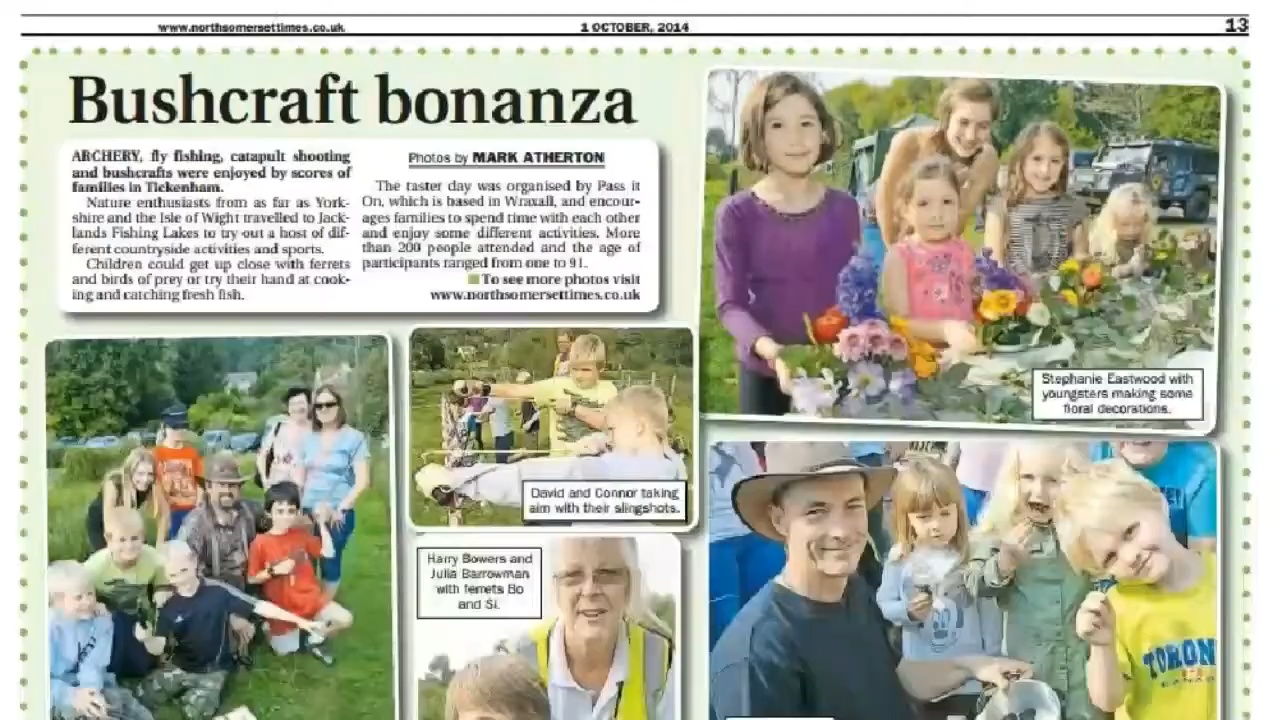 www.northsomersettimes.co.uk
1 OCTOBER, 2014
13
Bushcraft bonanza
ARCHERY, fly fishing, catapult shooting
and bushcrafts were enjoyed by scores of
families in Tickenham.
Nature enthusiasts from as far as York-
shire and the Isle of Wight travelled to Jack-
lands Fishing Lakes to try out a host of dif-
ferent countryside activities and sports.
Children could get up close with ferrets
and birds of prey or try their hand at cook-
ing and catching fresh fish.
Photos by MARK ATHERTON
The taster day was organised by Pass it
On, which is based in Wraxall, and encour-
ages families to spend time with each other
and enjoy some different activities. More
than 200 people attended and the age of
participants ranged from one to 91.
To see more photos visit
www.northsomersettimes.co.uk
Stephanie Eastwood with
youngsters making some
floral decorations.
David and Connor taking
aim with their slingshots.
Harry Bowers and
Julia Barrowman
with ferrets Bo
and Si.
TORON
CANADA